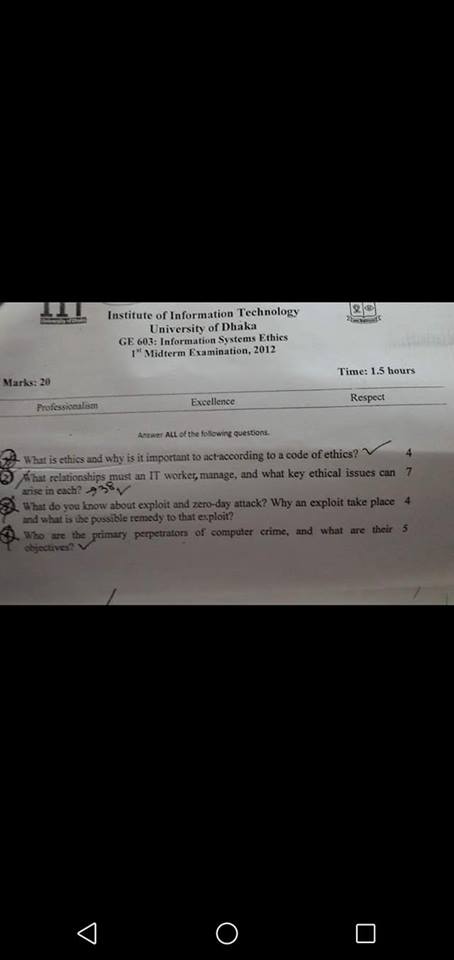 Institute of Information Technology
University of Dhaka
GE 603: Information Systems Ethics
1st Midterm Examination, 2012
Marks: 20
Time: 1.5 hours
Professionalism Excellence Respect
Answer ALL of the following questions.
What is ethics and why is it important to act according to a code of ethics? 4
What relationships must an IT worker, manage, and what key ethical issues can 7
arise in each? → 38
What do you know about exploit and zero-day attack? Why an exploit take place 4
and what is the possible remedy to that exploit?
Who are the primary perpetrators of computer crime, and what are their 5
objectives?